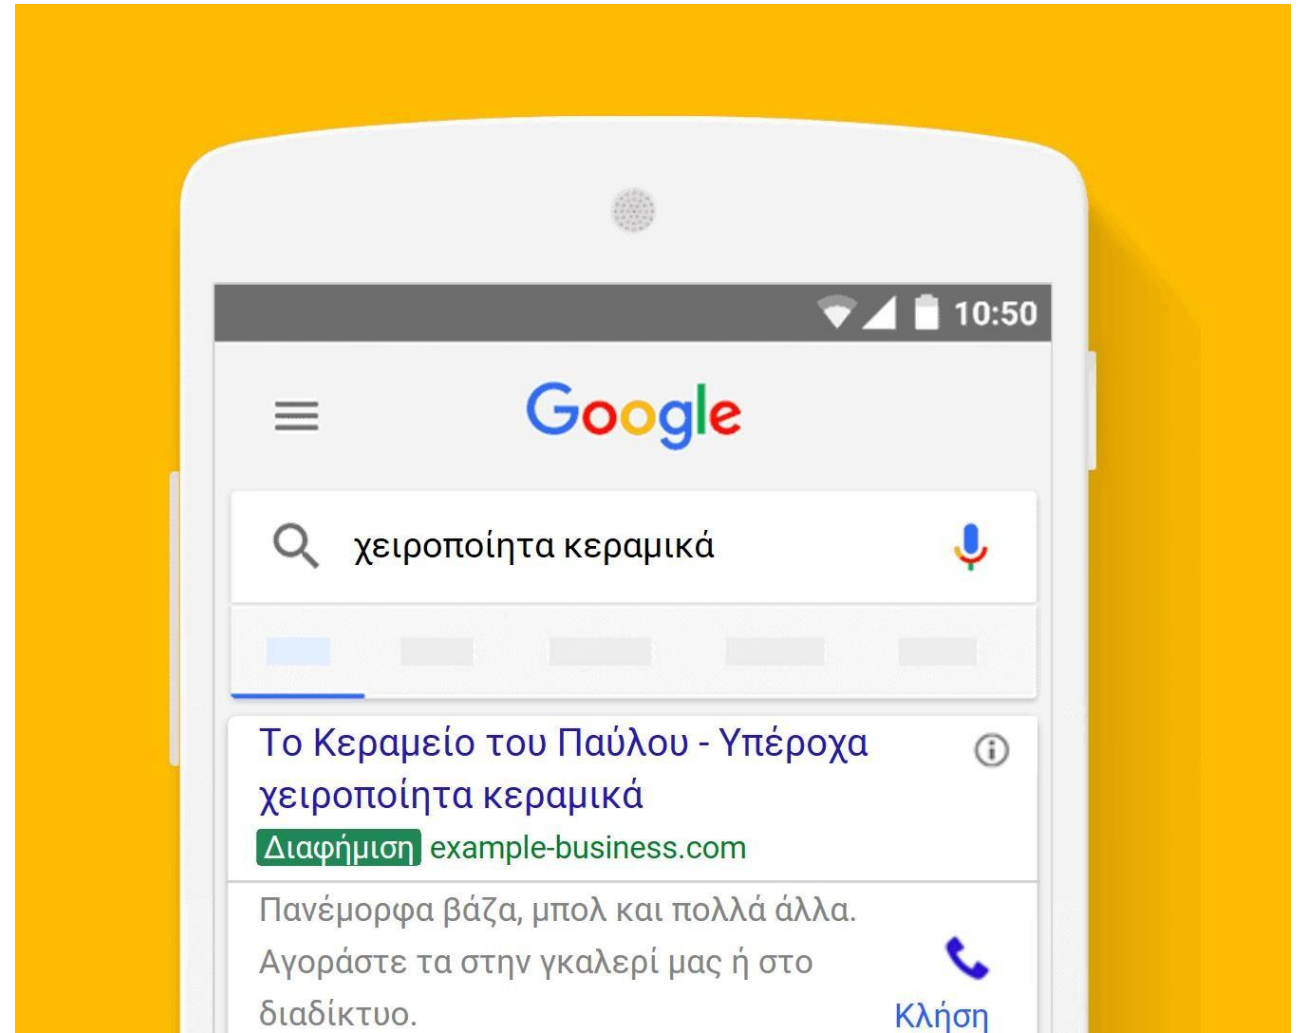 10:50
Google
χειροποίητα κεραμικά
Το Κεραμείο του Παύλου - Υπέροχα
χειροποίητα κεραμικά
Διαφήμιση example-business.com
Πανέμορφα βάζα, μπολ και πολλά άλλα.
Αγοράστε τα στην γκαλερί μας ή στο
διαδίκτυο.
Κλήση